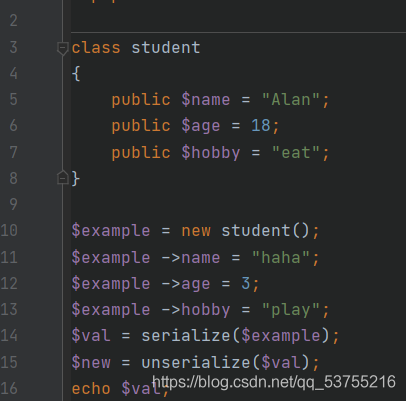 2
3 class student
4 {
5 public $name = "Alan";
6 public $age = 18;
7 public $hobby = "eat";
8 }
9
10 $example = new student();
11 $example ->name = "haha";
12 $example ->age = 3;
13 $example ->hobby = "play";
14 $val = serialize($example);
15 $new = unserialize($val);
16 echo $val;
https://blog.csdn.net/qq_53755216